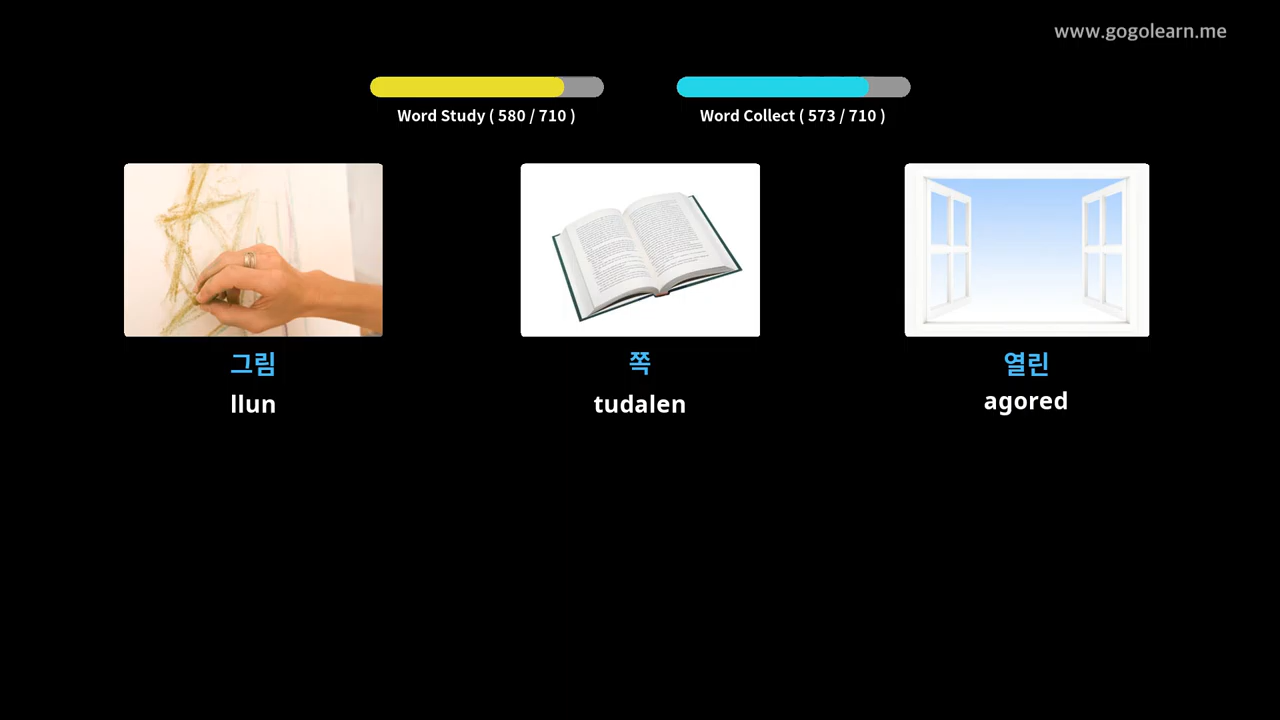 www.gogolearn.me
Word Study ( 580 / 710 )
Word Collect ( 573 / 710 )
그림
쪽
열린
llun
tudalen
agored